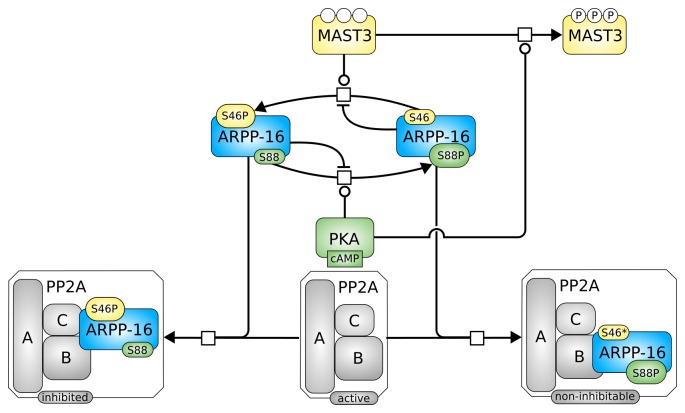 MAST3
P P P
MAST3
S46P
ARPP-16
S88
S46
ARPP-16
S88P
PKA
cAMP
PP2A
A
C
B
S46P
ARPP-16
S88
inhibited
PP2A
A
C
B
active
PP2A
A
C
B
S46*
ARPP-16
S88P
non-inhibitable